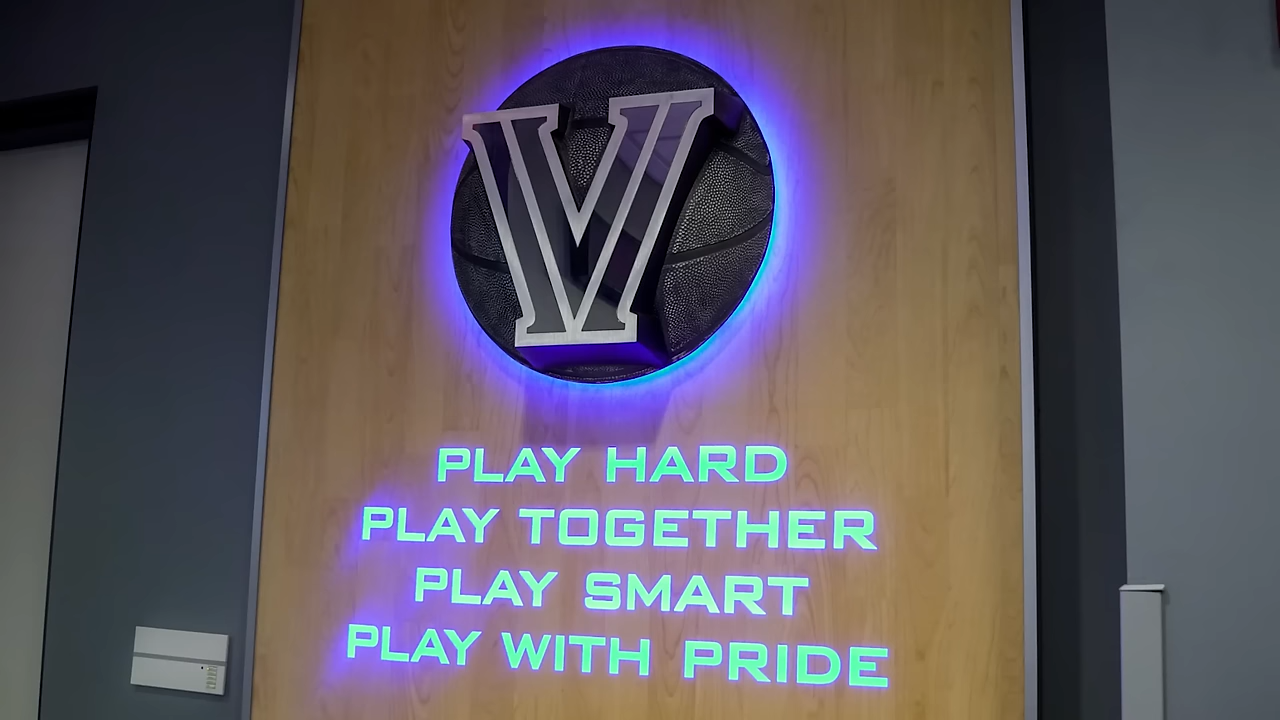 V
PLAY HARD
PLAY TOGETHER
PLAY SMART
PLAY WITH PRIDE